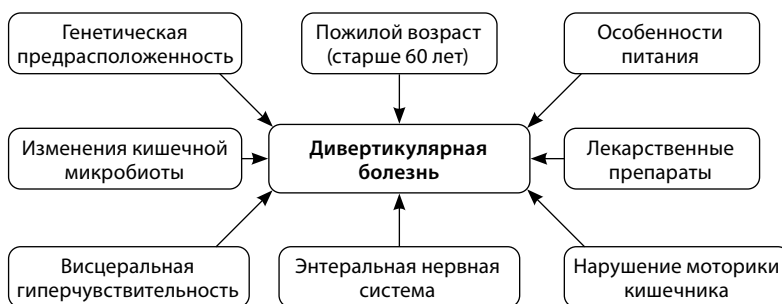 Генетическая
предрасположенность
Пожилой возраст
(старше 60 лет)
Особенности
питания
Изменения кишечной
микробиоты
Дивертикулярная
болезнь
Лекарственные
препараты
Висцеральная
гиперчувствительность
Энтеральная нервная
система
Нарушение моторики
кишечника